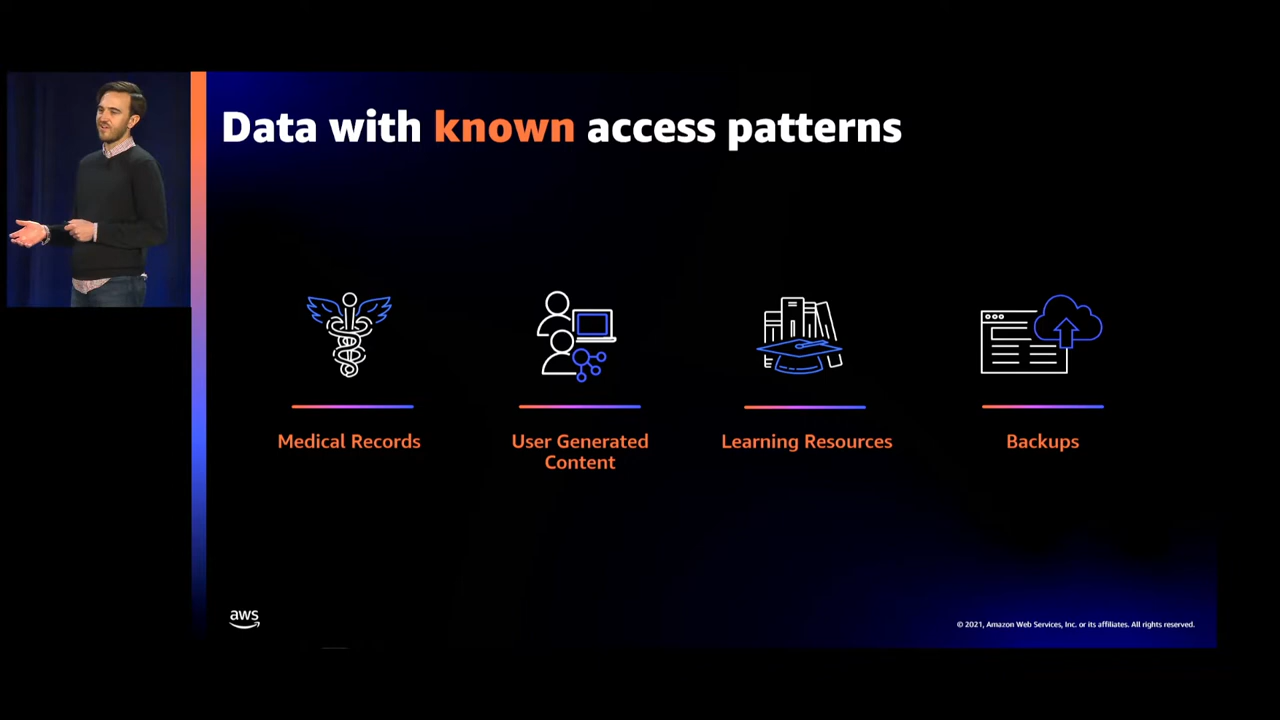 Data with known access patterns
Medical Records
User Generated
Content
Learning Resources
Backups
aws
© 2021, Amazon Web Services, Inc. or its affiliates. All rights reserved.